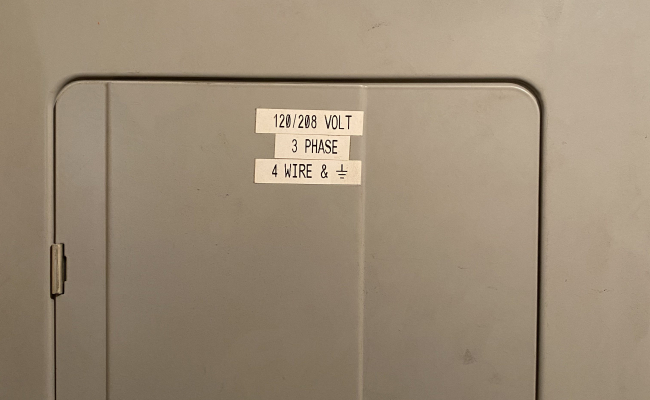 120/208 VOLT
3 PHASE
4 WIRE & ⏚